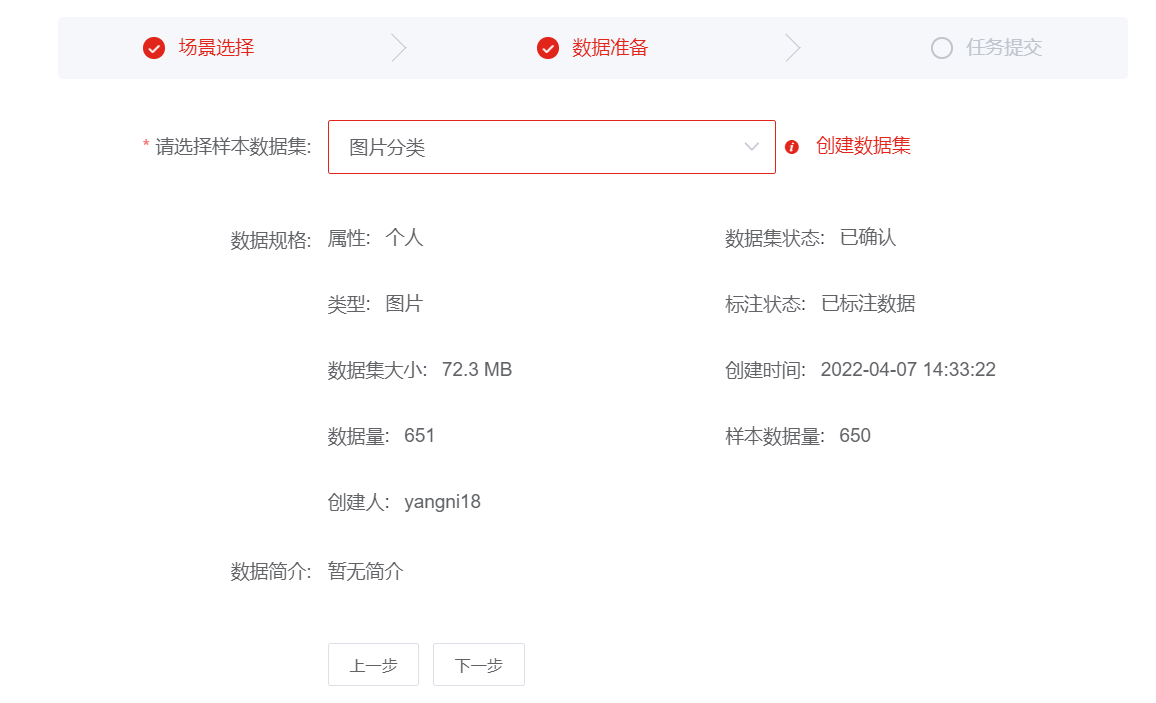 场景选择 数据准备 任务提交
* 请选择样本数据集: 图片分类 创建数据集
数据规格: 属性: 个人 数据集状态: 已确认
类型: 图片 标注状态: 已标注数据
数据集大小: 72.3 MB 创建时间: 2022-04-07 14:33:22
数据量: 651 样本数据量: 650
创建人: yangni18
数据简介: 暂无简介
上一步 下一步